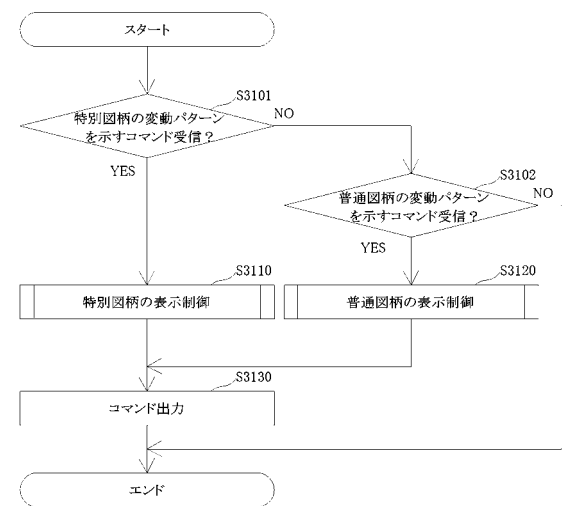 スタート
S3101
特別図柄の変動パターン
を示すコマンド受信?
NO
YES
S3102
普通図柄の変動パターン
を示すコマンド受信?
NO
YES
S3110
特別図柄の表示制御
S3120
普通図柄の表示制御
S3130
コマンド出力
エンド